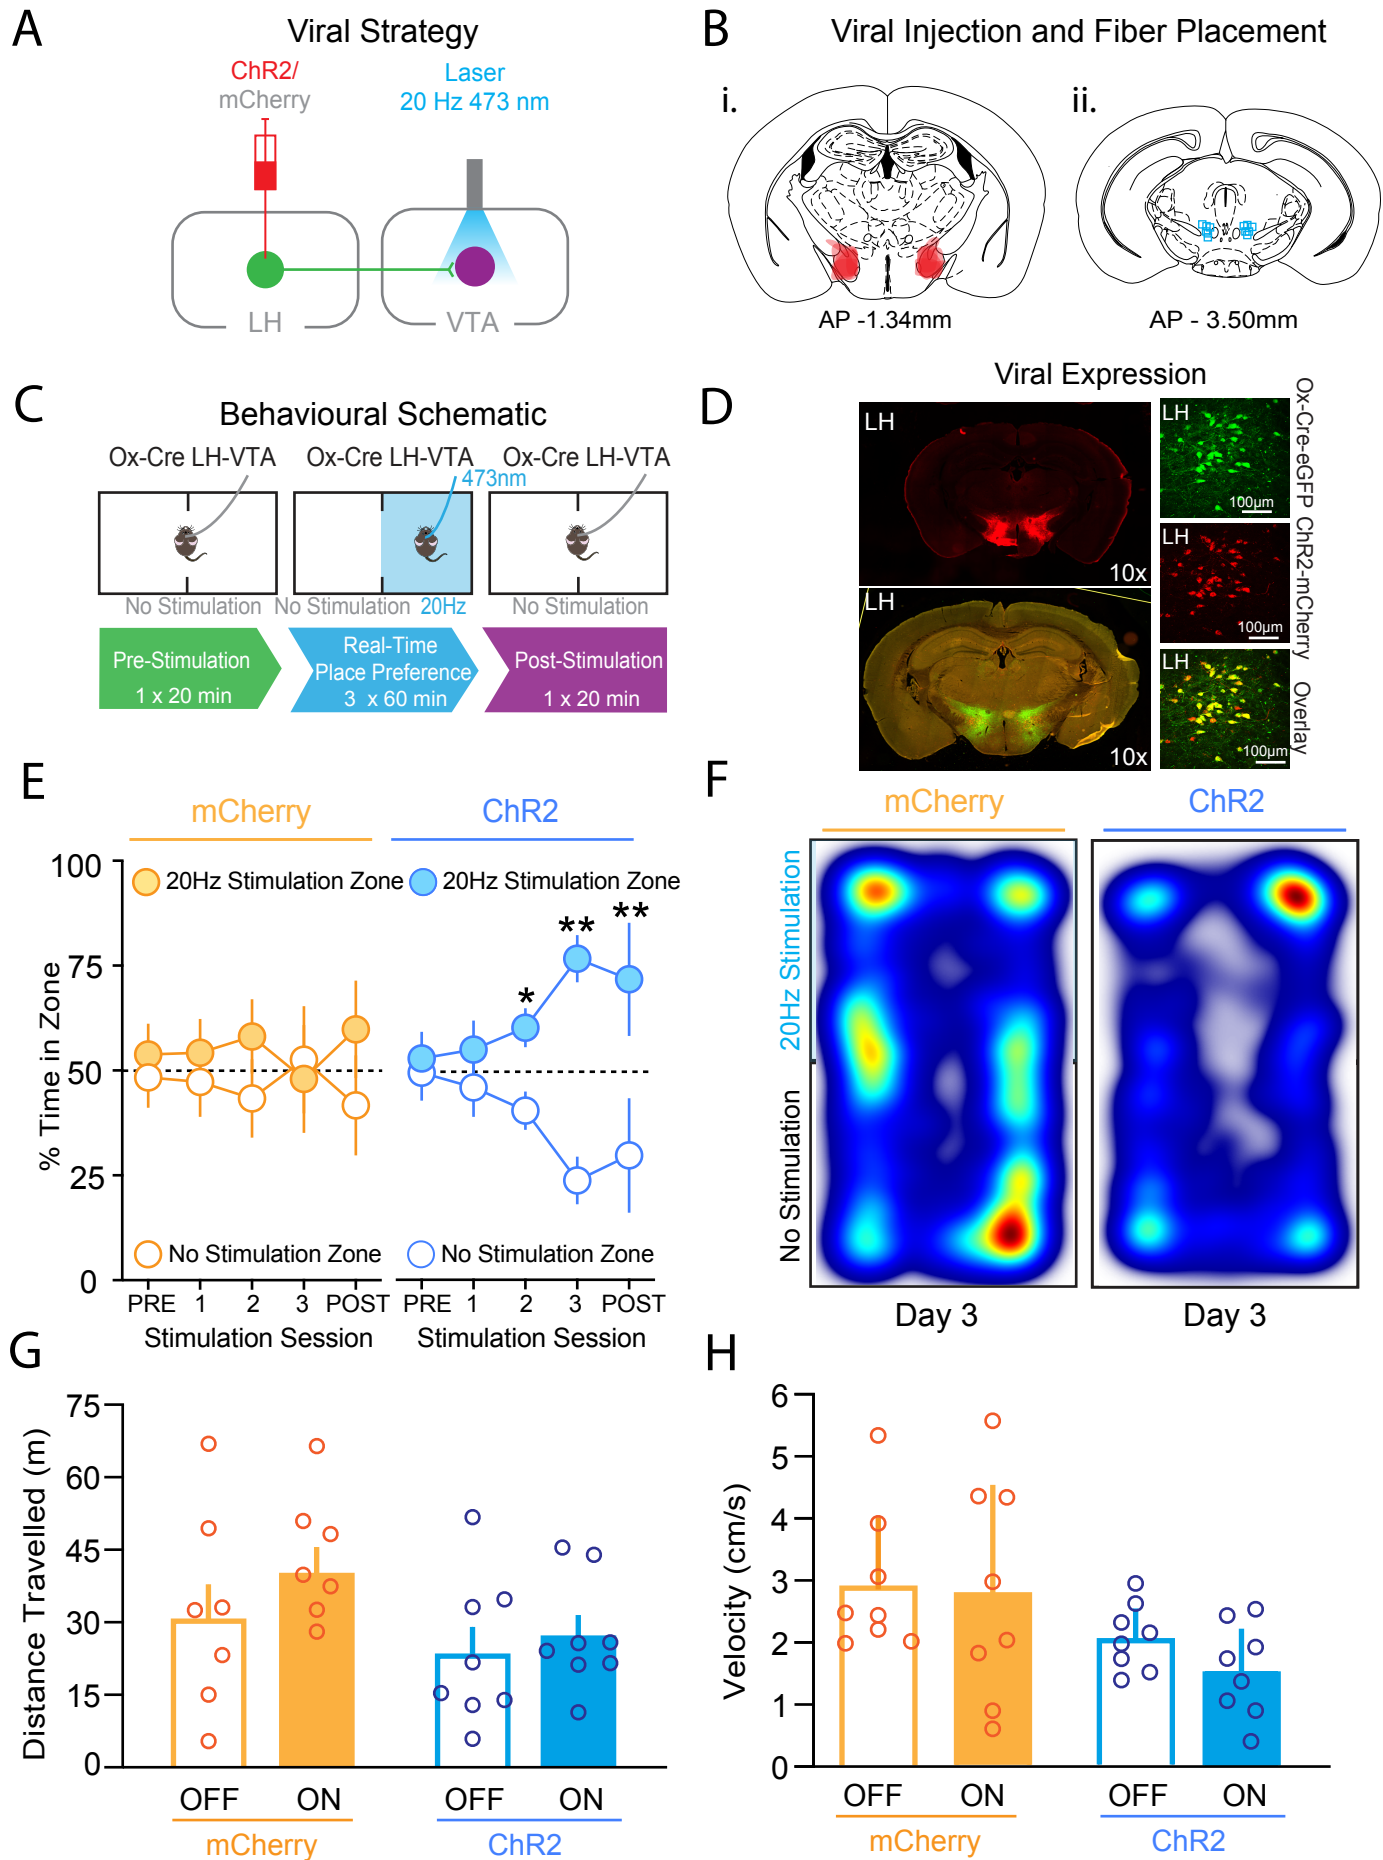 A
Viral Strategy
ChR2/
mCherry
Laser
20 Hz 473 nm
LH
VTA
B
Viral Injection and Fiber Placement
i.
ii.
AP -1.34mm
AP - 3.50mm
C
Behavioural Schematic
Ox-Cre LH-VTA
Ox-Cre LH-VTA
Ox-Cre LH-VTA
473nm
No Stimulation
No Stimulation
20Hz
No Stimulation
Pre-Stimulation
1 x 20 min
Real-Time
Place Preference
3 x 60 min
Post-Stimulation
1 x 20 min
D
Viral Expression
LH
10x
LH
10x
LH
100µm
LH
100µm
LH
100µm
Ox-Cre-eGFP
ChR2-mCherry
Overlay
E
mCherry
ChR2
% Time in Zone
100
75
50
25
0
20Hz Stimulation Zone
20Hz Stimulation Zone
*
**
**
No Stimulation Zone
No Stimulation Zone
PRE 1 2 3 POST
PRE 1 2 3 POST
Stimulation Session
Stimulation Session
F
mCherry
ChR2
20Hz Stimulation
No Stimulation
Day 3
Day 3
G
Distance Travelled (m)
75
60
45
30
15
0
OFF
ON
OFF
ON
mCherry
ChR2
H
Velocity (cm/s)
6
5
4
3
2
1
0
OFF
ON
OFF
ON
mCherry
ChR2